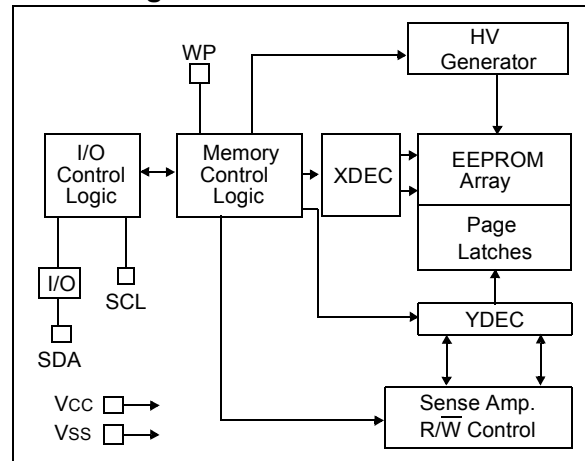 HV
Generator
WP
I/O
Control
Logic
Memory
Control
Logic
XDEC
EEPROM
Array
Page
Latches
I/O
SCL
SDA
YDEC
VCC
VSS
Sense Amp.
R/W̅ Control